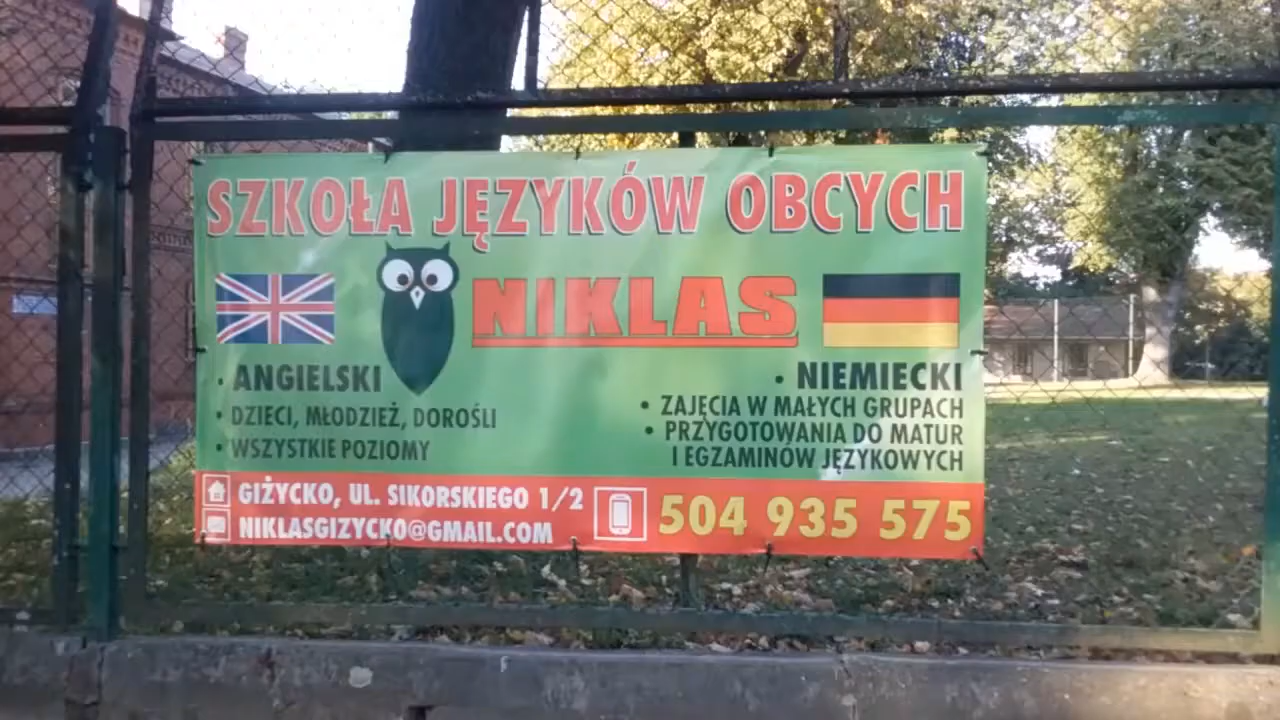 SZKOŁA JĘZYKÓW OBCYCH
NIKLAS
• ANGIELSKI
• DZIECI, MŁODZIEŻ, DOROŚLI
• WSZYSTKIE POZIOMY
• NIEMIECKI
• ZAJĘCIA W MAŁYCH GRUPACH
• PRZYGOTOWANIA DO MATUR
I EGZAMINÓW JĘZYKOWYCH
GIŻYCKO, UL. SIKORSKIEGO 1/2
NIKLASGIZYCKO@GMAIL.COM
504 935 575